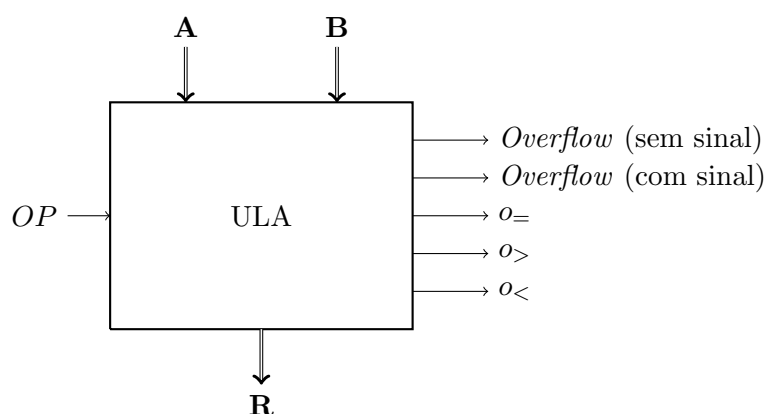 A B
Overflow (sem sinal)
Overflow (com sinal)
OP ULA o=
o>
o<
R